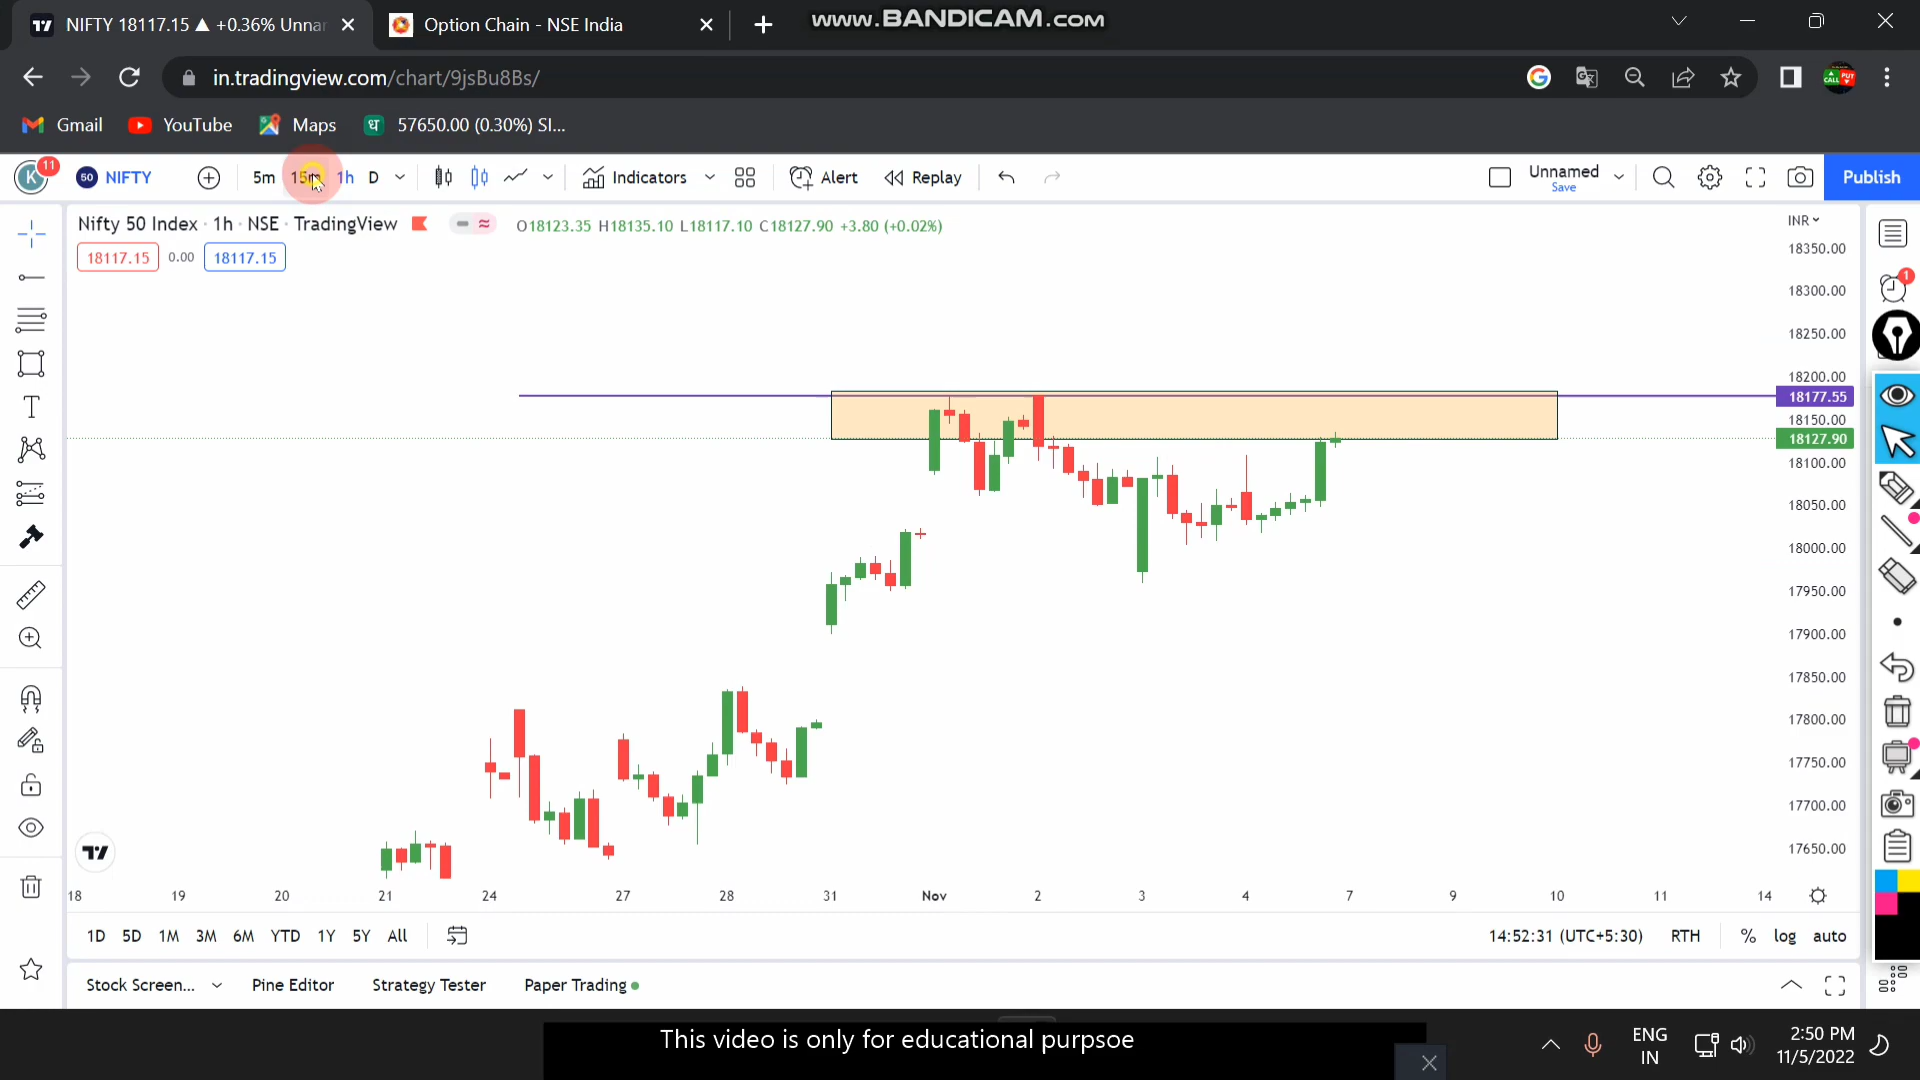 NIFTY 18117.15 ▲ +0.36% Unnar
Option Chain - NSE India
www.BANDICAM.com
in.tradingview.com/chart/9jsBu8Bs/
CALL PUT
Gmail YouTube Maps 57650.00 (0.30%) SI...
K 11 50 NIFTY 5m 15m 1h D Indicators Alert Replay Unnamed Save Publish
Nifty 50 Index · 1h · NSE · TradingView O18123.35 H18135.10 L18117.10 C18127.90 +3.80 (+0.02%)
18117.15 0.00 18117.15
INR
18350.00
1
18300.00
18250.00
18200.00
18177.55
18150.00
18127.90
18100.00
18050.00
18000.00
17950.00
17900.00
17850.00
17800.00
17750.00
17700.00
17650.00
18 19 20 21 24 27 28 31 Nov 2 3 4 7 9 10 11 14
1D 5D 1M 3M 6M YTD 1Y 5Y All 14:52:31 (UTC+5:30) RTH % log auto
Stock Screen... Pine Editor Strategy Tester Paper Trading
This video is only for educational purpsoe
ENG
IN
2:50 PM
11/5/2022